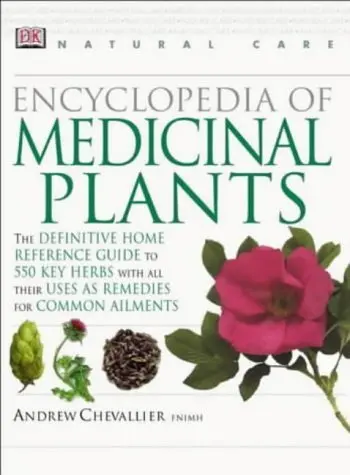 DK
NATURAL CARE
ENCYCLOPEDIA OF
MEDICINAL
PLANTS
THE DEFINITIVE HOME
REFERENCE GUIDE TO
550 KEY HERBS WITH ALL
THEIR USES AS REMEDIES
FOR COMMON AILMENTS
ANDREW CHEVALLIER FNIMH